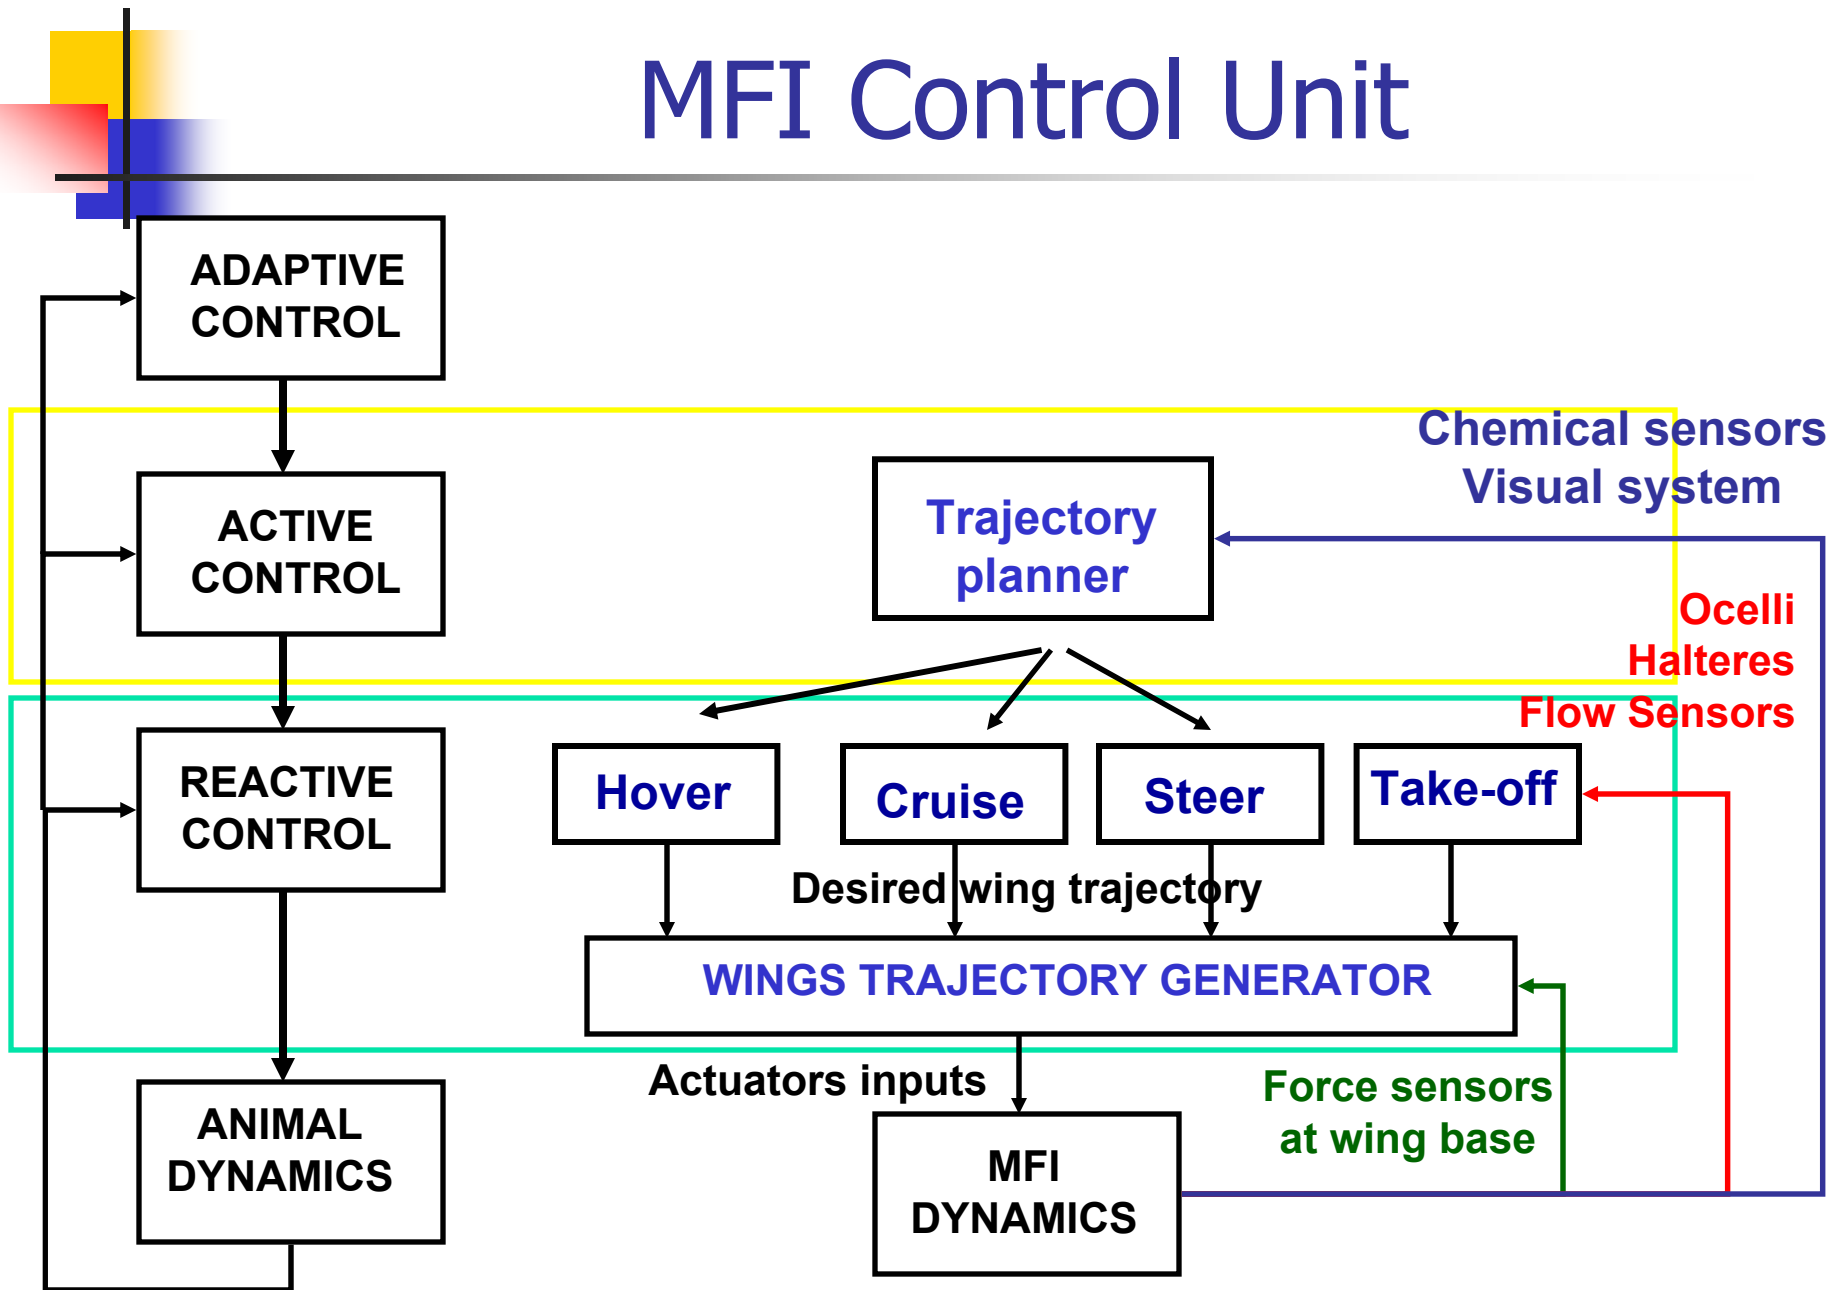 MFI Control Unit
ADAPTIVE
CONTROL
ACTIVE
CONTROL
REACTIVE
CONTROL
ANIMAL
DYNAMICS
Chemical sensors
Visual system
Trajectory
planner
Ocelli
Halteres
Flow Sensors
Hover
Cruise
Steer
Take-off
Desired wing trajectory
WINGS TRAJECTORY GENERATOR
Actuators inputs
Force sensors
at wing base
MFI
DYNAMICS